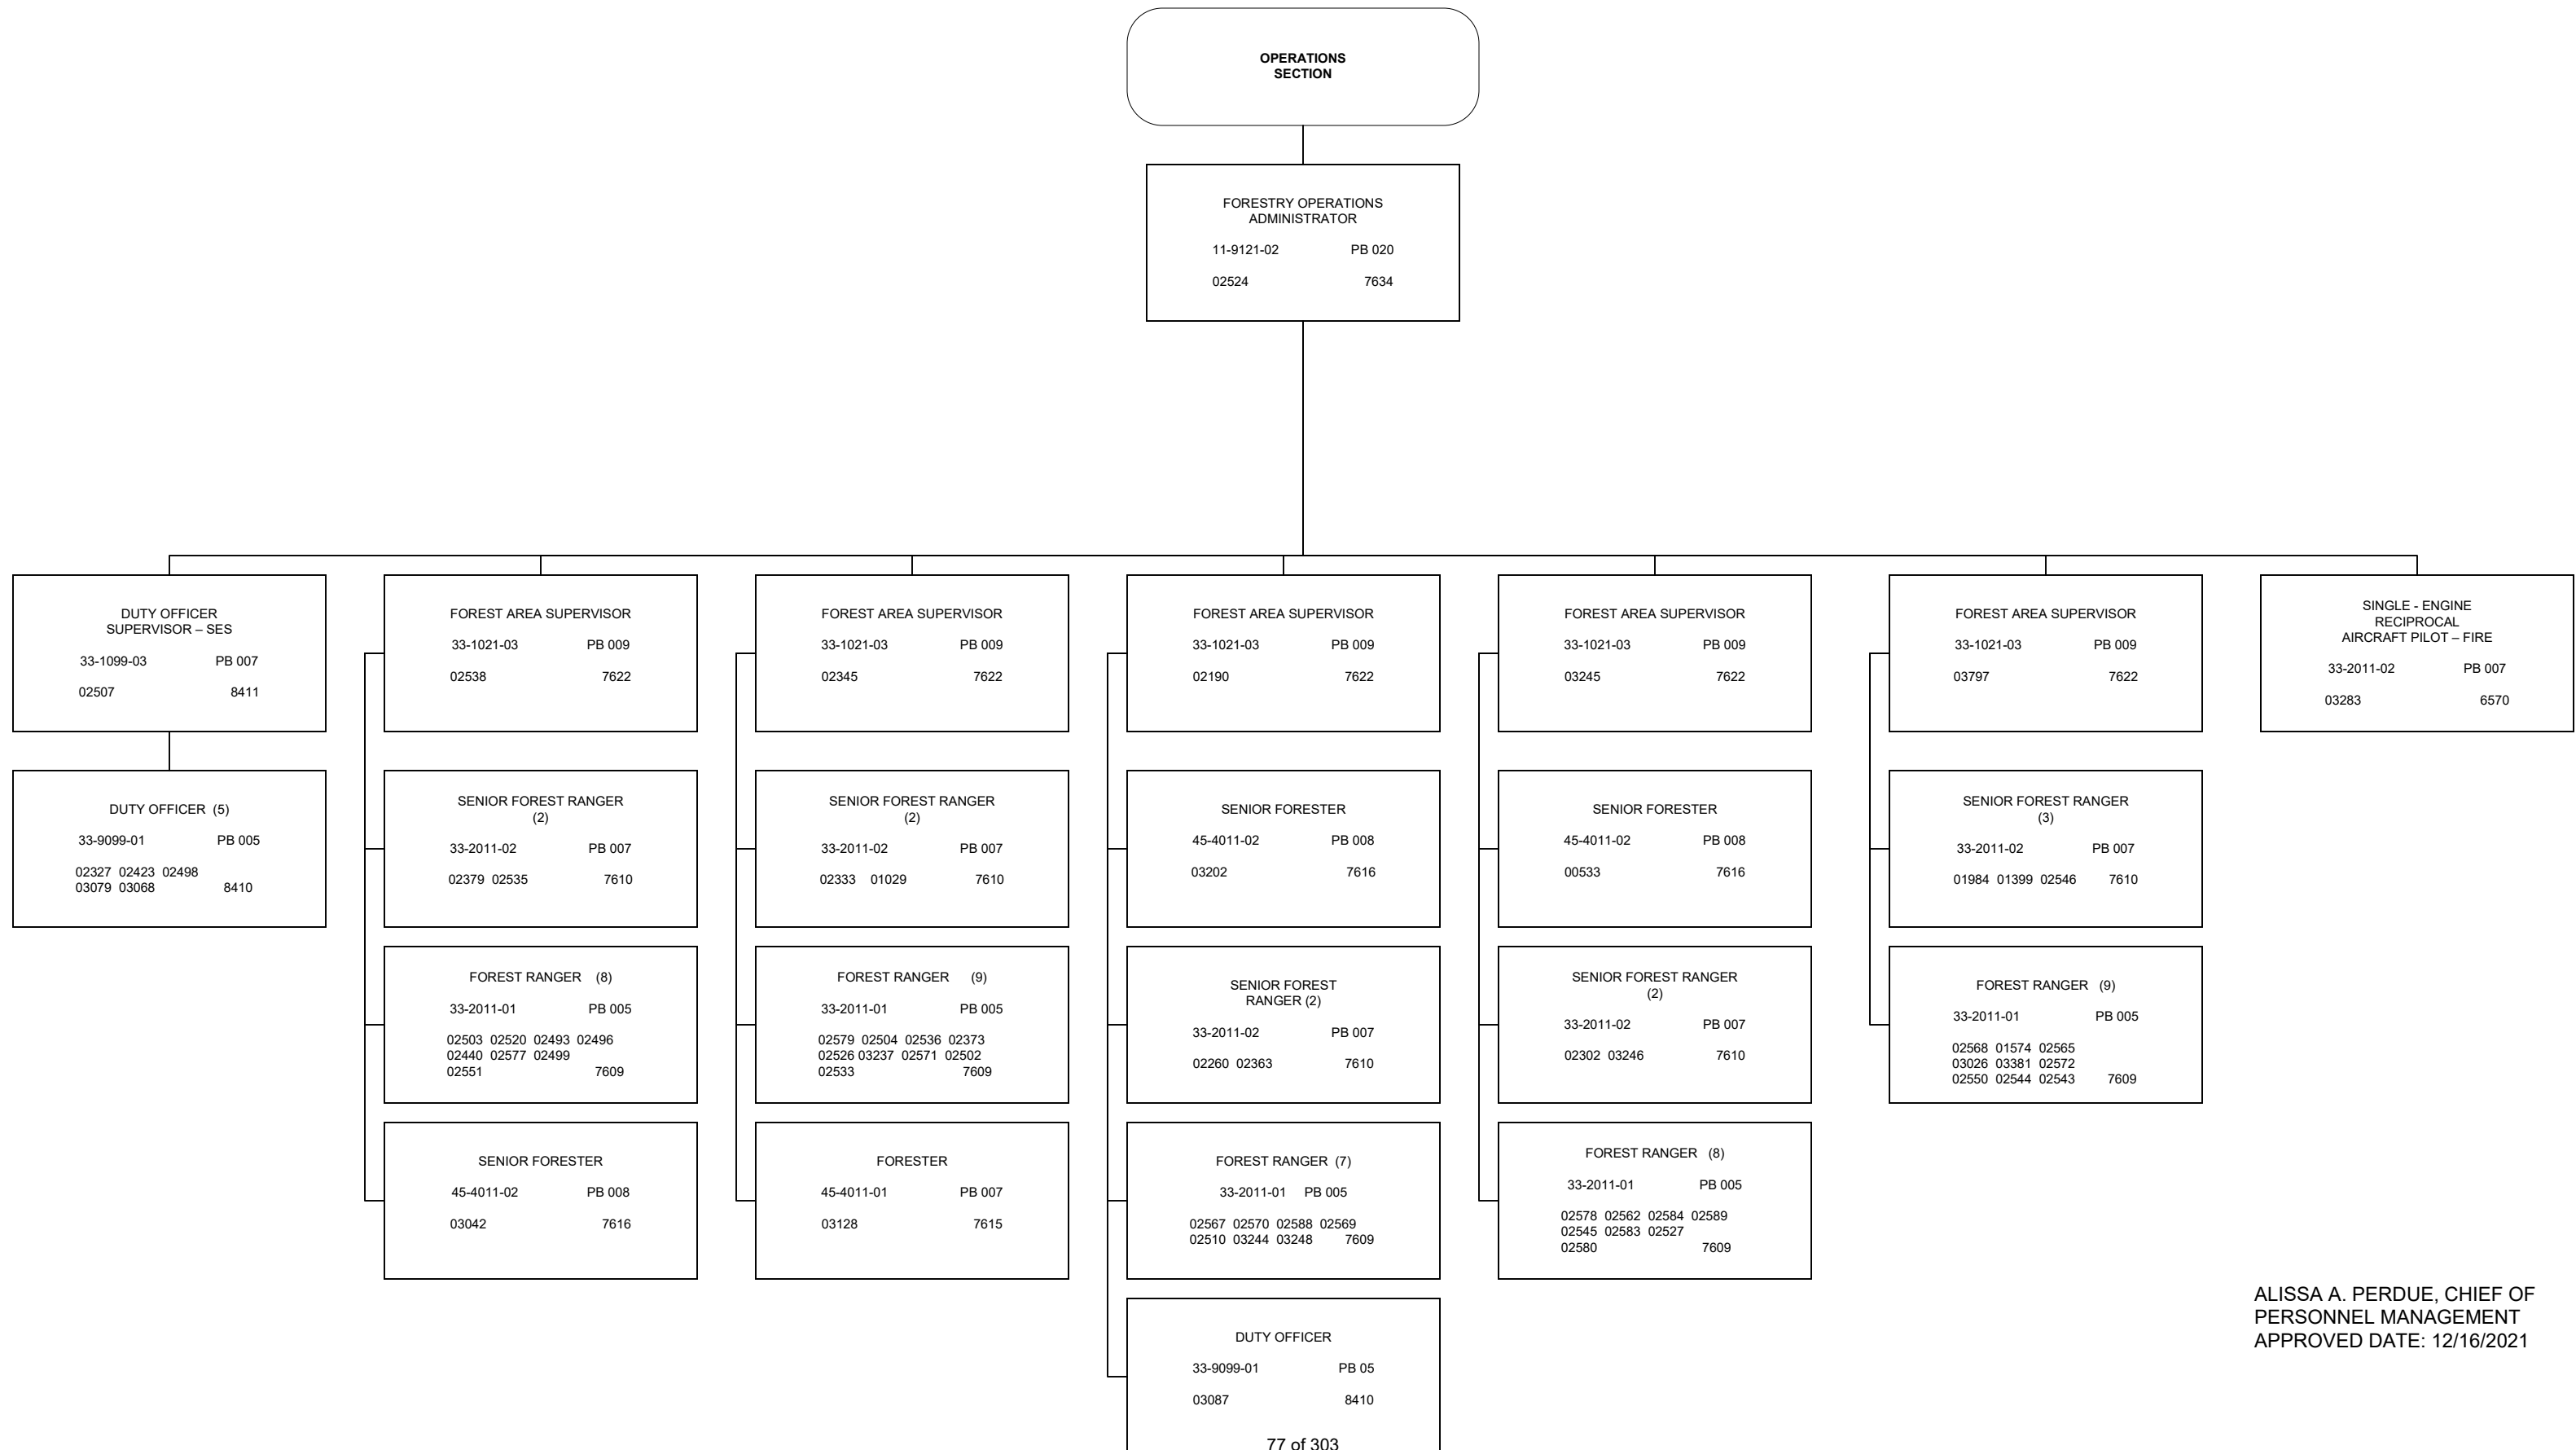 OPERATIONS
SECTION
FORESTRY OPERATIONS
ADMINISTRATOR
11-9121-02 PB 020
02524 7634
DUTY OFFICER
SUPERVISOR – SES
33-1099-03 PB 007
02507 8411
DUTY OFFICER (5)
33-9099-01 PB 005
02327 02423 02498
03079 03068 8410
FOREST AREA SUPERVISOR
33-1021-03 PB 009
02538 7622
SENIOR FOREST RANGER
(2)
33-2011-02 PB 007
02379 02535 7610
FOREST RANGER (8)
33-2011-01 PB 005
02503 02520 02493 02496
02440 02577 02499
02551 7609
SENIOR FORESTER
45-4011-02 PB 008
03042 7616
FOREST AREA SUPERVISOR
33-1021-03 PB 009
02345 7622
SENIOR FOREST RANGER
(2)
33-2011-02 PB 007
02333 01029 7610
FOREST RANGER (9)
33-2011-01 PB 005
02579 02504 02536 02373
02526 03237 02571 02502
02533 7609
FORESTER
45-4011-01 PB 007
03128 7615
FOREST AREA SUPERVISOR
33-1021-03 PB 009
02190 7622
SENIOR FORESTER
45-4011-02 PB 008
03202 7616
SENIOR FOREST
RANGER (2)
33-2011-02 PB 007
02260 02363 7610
FOREST RANGER (7)
33-2011-01 PB 005
02567 02570 02588 02569
02510 03244 03248 7609
DUTY OFFICER
33-9099-01 PB 05
03087 8410
FOREST AREA SUPERVISOR
33-1021-03 PB 009
03245 7622
SENIOR FORESTER
45-4011-02 PB 008
00533 7616
SENIOR FOREST RANGER
(2)
33-2011-02 PB 007
02302 03246 7610
FOREST RANGER (8)
33-2011-01 PB 005
02578 02562 02584 02589
02545 02583 02527
02580 7609
FOREST AREA SUPERVISOR
33-1021-03 PB 009
03797 7622
SENIOR FOREST RANGER
(3)
33-2011-02 PB 007
01984 01399 02546 7610
FOREST RANGER (9)
33-2011-01 PB 005
02568 01574 02565
03026 03381 02572
02550 02544 02543 7609
SINGLE - ENGINE
RECIPROCAL
AIRCRAFT PILOT – FIRE
33-2011-02 PB 007
03283 6570
ALISSA A. PERDUE, CHIEF OF
PERSONNEL MANAGEMENT
APPROVED DATE: 12/16/2021
77 of 303